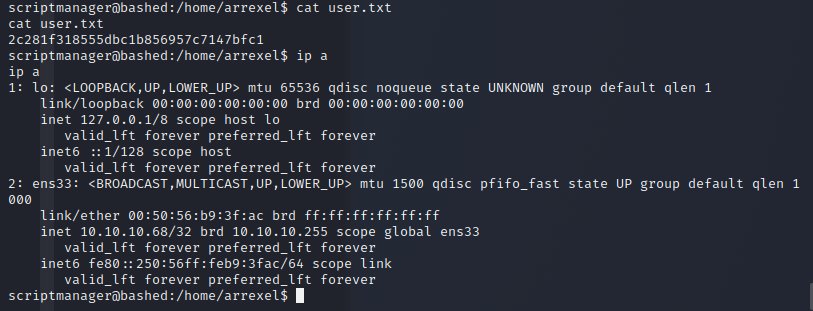 scriptmanager@bashed:/home/arrexel$ cat user.txt
cat user.txt
2c281f318555dbc1b856957c7147bfc1
scriptmanager@bashed:/home/arrexel$ ip a
ip a
1: lo: <LOOPBACK,UP,LOWER_UP> mtu 65536 qdisc noqueue state UNKNOWN group default qlen 1
    link/loopback 00:00:00:00:00:00 brd 00:00:00:00:00:00
    inet 127.0.0.1/8 scope host lo
       valid_lft forever preferred_lft forever
    inet6 ::1/128 scope host
       valid_lft forever preferred_lft forever
2: ens33: <BROADCAST,MULTICAST,UP,LOWER_UP> mtu 1500 qdisc pfifo_fast state UP group default qlen 1
000
    link/ether 00:50:56:b9:3f:ac brd ff:ff:ff:ff:ff:ff
    inet 10.10.10.68/32 brd 10.10.10.255 scope global ens33
       valid_lft forever preferred_lft forever
    inet6 fe80::250:56ff:feb9:3fac/64 scope link
       valid_lft forever preferred_lft forever
scriptmanager@bashed:/home/arrexel$